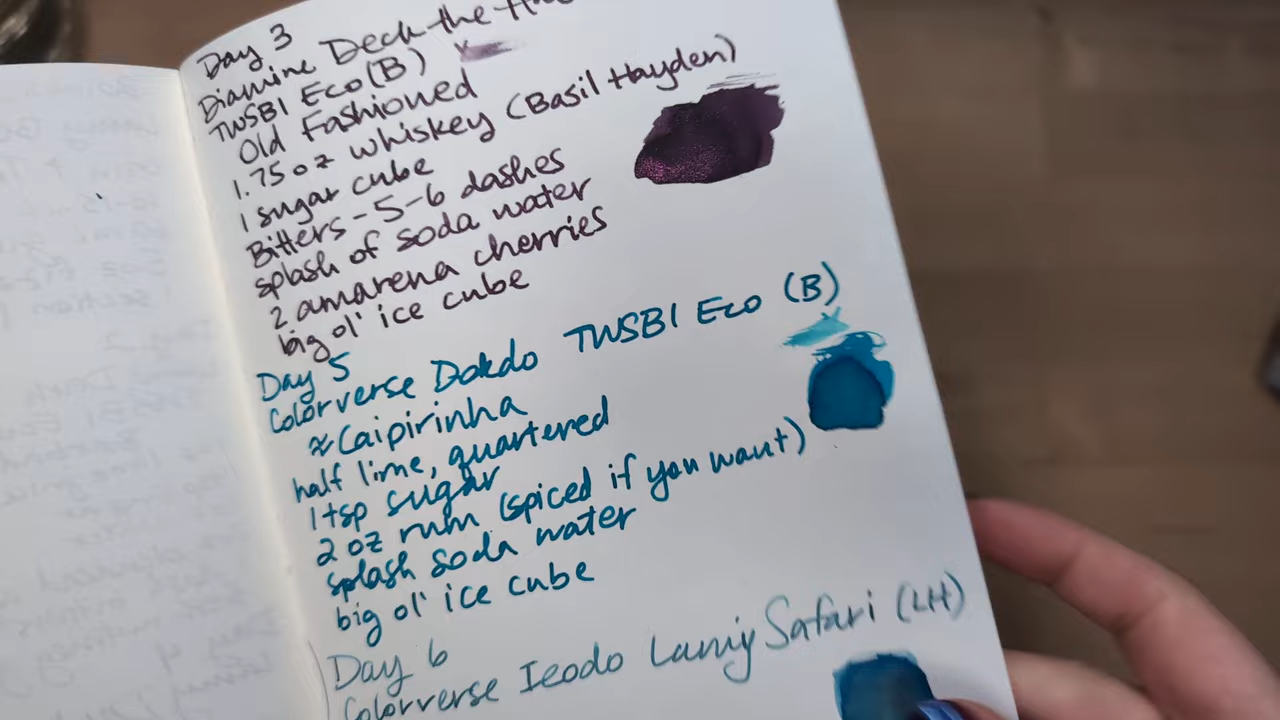 Day 3
Diamine Deck the
TWSBI Eco (B)
Old Fashioned
1.75 oz whiskey (Basil Hayden)
1 sugar cube
Bitters - 5-6 dashes
splash of soda water
2 amarena cherries
big ol' ice cube
Day 5
Colorverse Dokdo TWSBI Eco (B)
≈ Caipirinha
half lime, quartered
1 tsp sugar
2 oz rum (spiced if you want)
splash soda water
big ol' ice cube
Day 6
Colorverse Ieodo Lamy Safari (LH)